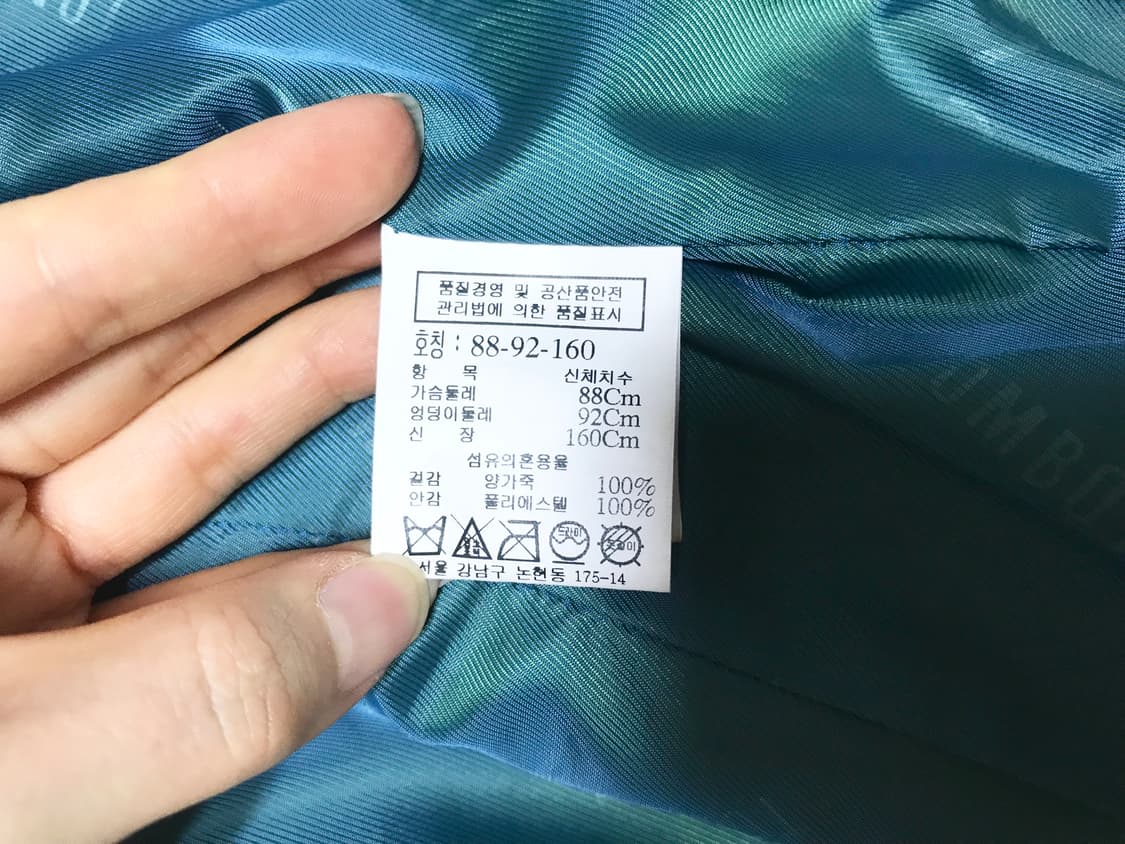 품질경영 및 공산품안전
관리법에 의한 품질표시
호칭 : 88-92-160
항 목 신체치수
가슴둘레 88Cm
엉덩이둘레 92Cm
신 장 160Cm
섬유의혼용율
겉감 양가죽 100%
안감 폴리에스텔 100%
드라이
서울 강남구 논현동 175-14